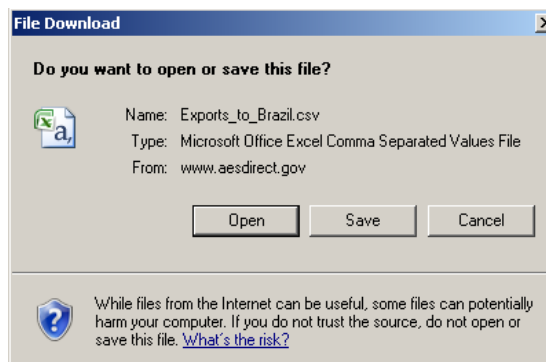 File Download
Do you want to open or save this file?
Name: Exports_to_Brazil.csv
Type: Microsoft Office Excel Comma Separated Values File
From: www.aesdirect.gov
Open Save Cancel
While files from the Internet can be useful, some files can potentially
harm your computer. If you do not trust the source, do not open or
save this file. What's the risk?